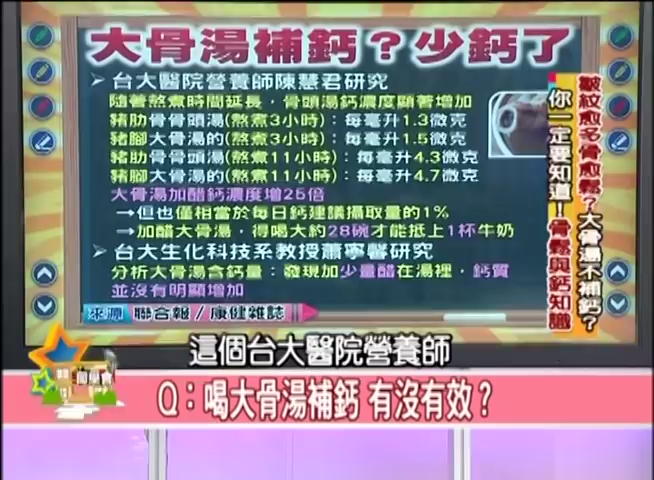 大骨湯補鈣？少鈣了
➤台大醫院營養師陳慧君研究
隨著熬煮時間延長，骨頭湯鈣濃度顯著增加
豬肋骨骨頭湯(熬煮3小時)：每毫升1.3微克
豬腳大骨湯的(熬煮3小時)：每毫升1.5微克
豬肋骨骨頭湯(熬煮11小時)：每毫升4.3微克
豬腳大骨湯的(熬煮11小時)：每毫升4.7微克
大骨湯加醋鈣濃度增25倍
→但也僅相當於每日鈣建議攝取量的1%
→加醋大骨湯，得喝大約28碗才能抵上1杯牛奶
➤台大生化科技系教授蕭寧馨研究
分析大骨湯含鈣量：發現加少量醋在湯裡，鈣質
並沒有明顯增加
來源 聯合報/康健雜誌
皺紋愈多骨愈鬆？大骨湯不補鈣？
你一定要知道！骨鬆與鈣知識
這個台大醫院營養師
Q：喝大骨湯補鈣 有沒有效？